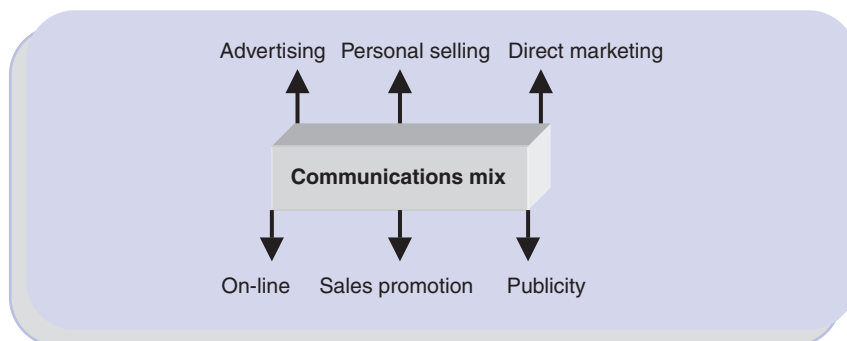 Advertising Personal selling Direct marketing
Communications mix
On-line Sales promotion Publicity